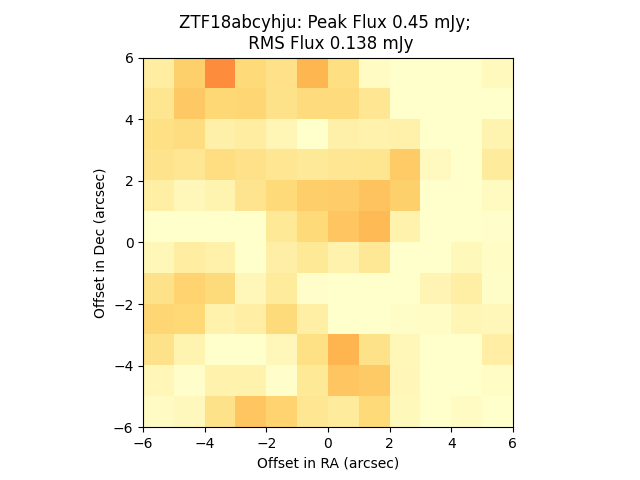 ZTF18abcyhju: Peak Flux 0.45 mJy;
RMS Flux 0.138 mJy
6
4
2
0
−2
−4
−6
Offset in Dec (arcsec)
−6 −4 −2 0 2 4 6
Offset in RA (arcsec)